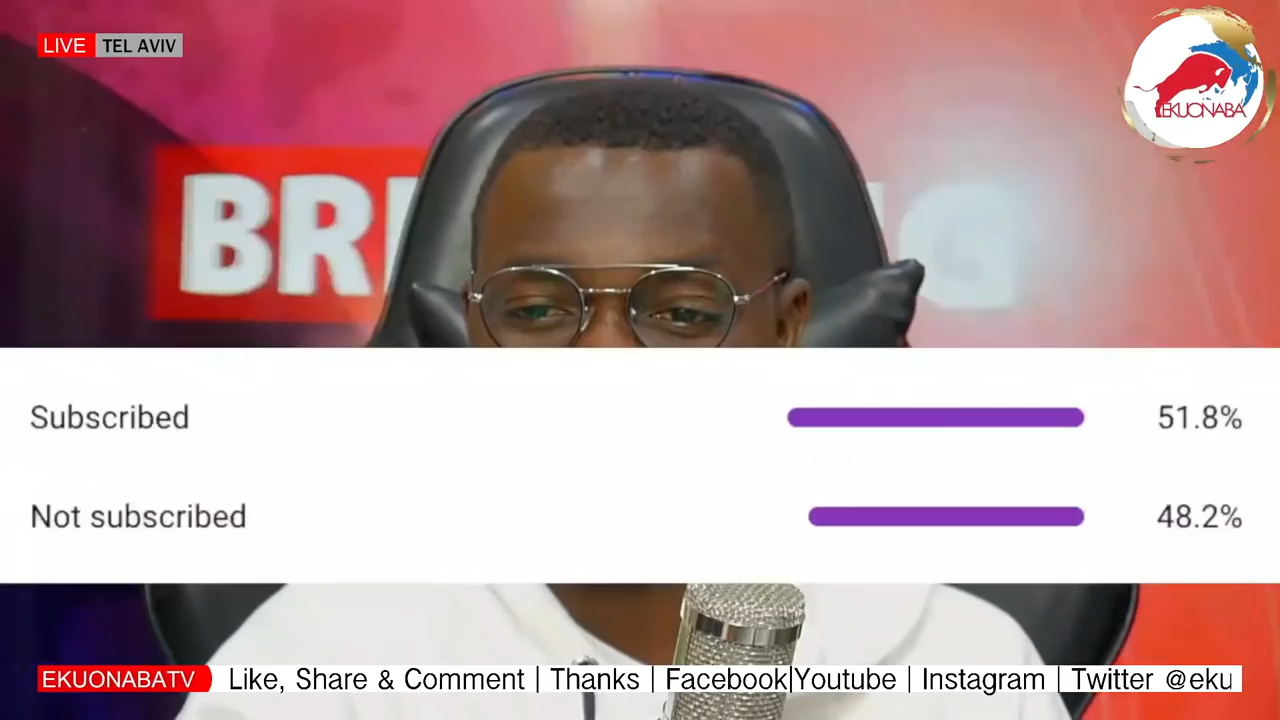 LIVE TEL AVIV
EKUONABA
BR
G
Subscribed 51.8%
Not subscribed 48.2%
EKUONABATV Like, Share & Comment | Thanks | Facebook|Youtube | Instagram | Twitter @eku